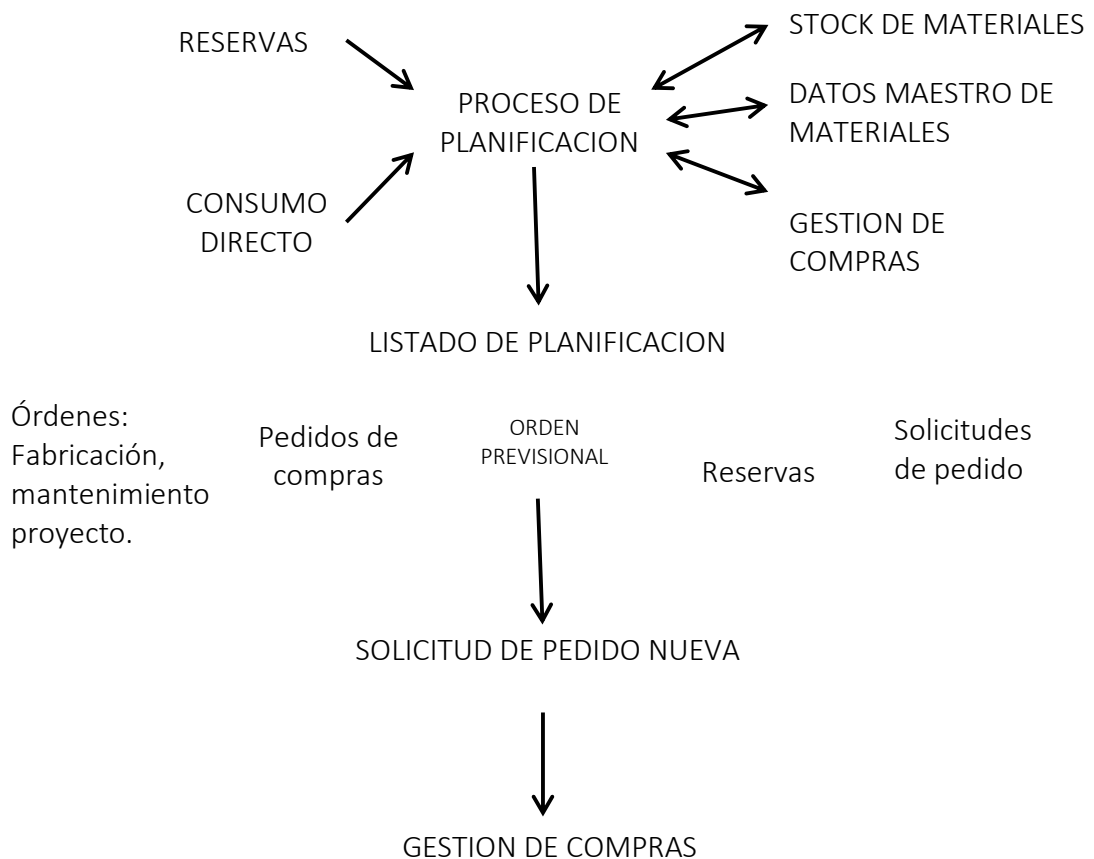 RESERVAS
STOCK DE MATERIALES
PROCESO DE
PLANIFICACION
DATOS MAESTRO DE
MATERIALES
CONSUMO
DIRECTO
GESTION DE
COMPRAS
LISTADO DE PLANIFICACION
Órdenes:
Fabricación,
mantenimiento
proyecto.
Pedidos de
compras
ORDEN
PREVISIONAL
Reservas
Solicitudes
de pedido
SOLICITUD DE PEDIDO NUEVA
GESTION DE COMPRAS